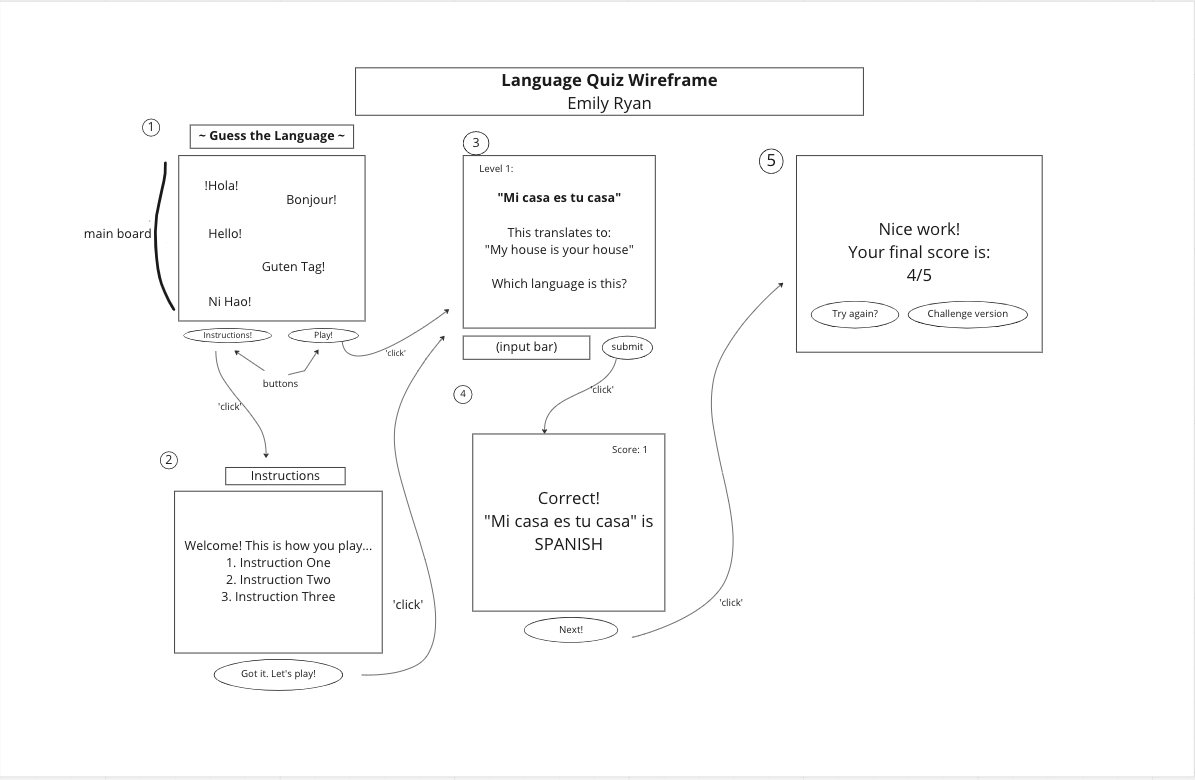 Language Quiz Wireframe
Emily Ryan
1
~ Guess the Language ~
!Hola!
Bonjour!
main board
Hello!
Guten Tag!
Ni Hao!
Instructions!
Play!
'click'
buttons
'click'
2
Instructions
Welcome! This is how you play...
1. Instruction One
2. Instruction Two
3. Instruction Three
Got it. Let's play!
'click'
3
Level 1:
"Mi casa es tu casa"
This translates to:
"My house is your house"
Which language is this?
(input bar)
submit
'click'
4
Score: 1
Correct!
"Mi casa es tu casa" is
SPANISH
Next!
'click'
5
Nice work!
Your final score is:
4/5
Try again?
Challenge version